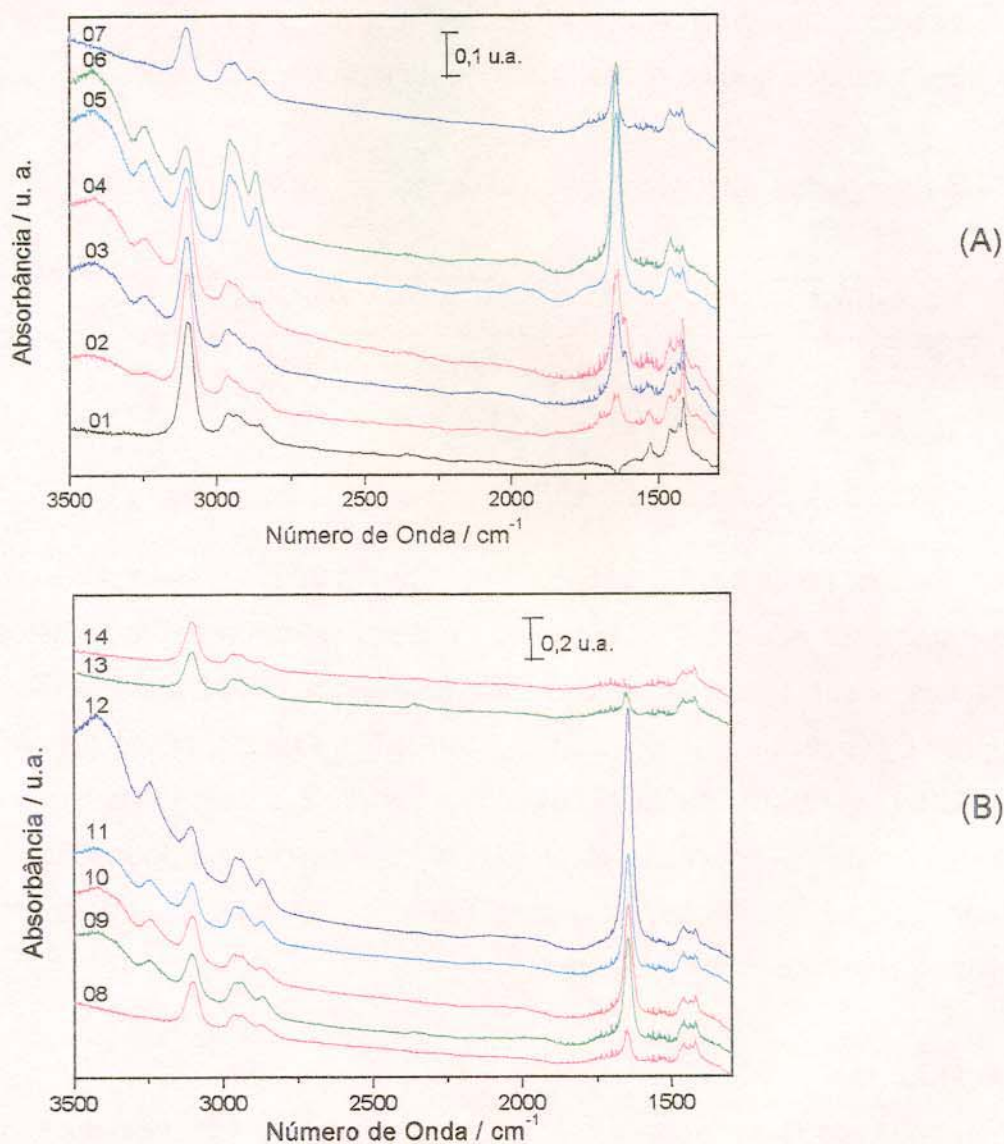 0,1 u.a.
07
06
05
04
03
02
01
Absorbância / u. a.
3500 3000 2500 2000 1500
Número de Onda / cm⁻¹
(A)
0,2 u.a.
14
13
12
11
10
09
08
Absorbância / u.a.
3500 3000 2500 2000 1500
Número de Onda / cm⁻¹
(B)